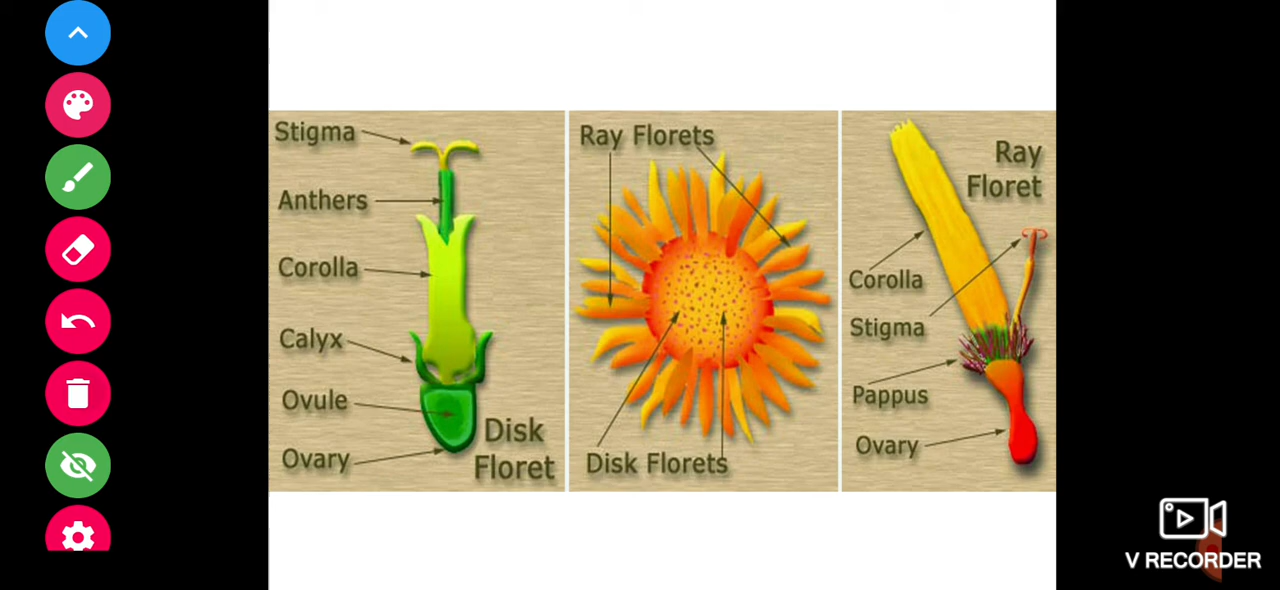 Stigma
Anthers
Corolla
Calyx
Ovule
Ovary
Disk
Floret
Ray Florets
Disk Florets
Ray
Floret
Corolla
Stigma
Pappus
Ovary
V RECORDER